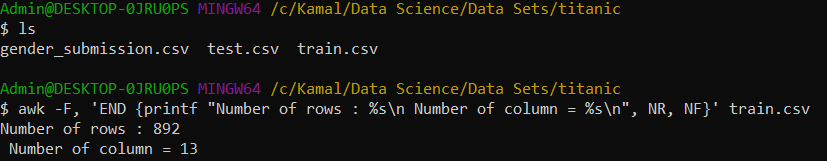 Admin@DESKTOP-0JRU0PS MINGW64 /c/Kamal/Data Science/Data Sets/titanic
$ ls
gender_submission.csv  test.csv  train.csv
Admin@DESKTOP-0JRU0PS MINGW64 /c/Kamal/Data Science/Data Sets/titanic
$ awk -F, 'END {printf "Number of rows : %s\n Number of column = %s\n", NR, NF}' train.csv
Number of rows : 892
 Number of column = 13